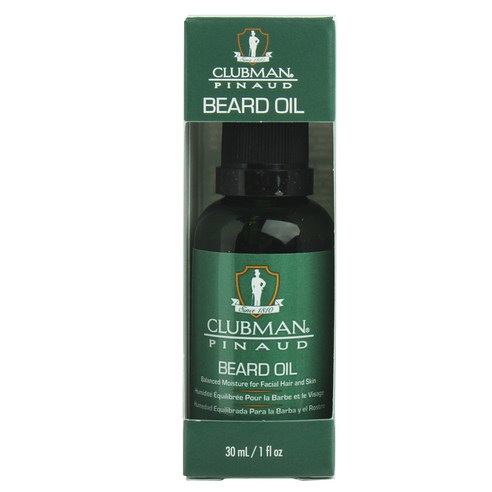 Since 1810
CLUBMAN®
PINAUD
BEARD OIL
Since 1810
CLUBMAN®
PINAUD
BEARD OIL
Balanced Moisture for Facial Hair and Skin
Humidité Équilibrée Pour la Barbe et le Visage
Humedad Equilibrada Para la Barba y el Rostro
30 mL / 1 fl oz